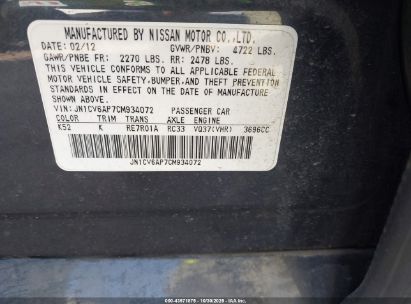 MANUFACTURED BY NISSAN MOTOR CO.,LTD.
DATE: 02/12 GVWR/PNBV: 4722 LBS.
GAWR/PNBE FR: 2270 LBS. RR: 2478 LBS.
THIS VEHICLE CONFORMS TO ALL APPLICABLE FEDERAL
MOTOR VEHICLE SAFETY, BUMPER, AND THEFT PREVENTION
STANDARDS IN EFFECT ON THE DATE OF MANUFACTURE
SHOWN ABOVE.
VIN: JN1CV6AP7CM934072 PASSENGER CAR
COLOR TRIM TRANS AXLE ENGINE
K52 K RE7R01A RC33 VQ37(VHR) 3696CC
JN1CV6AP7CM934072